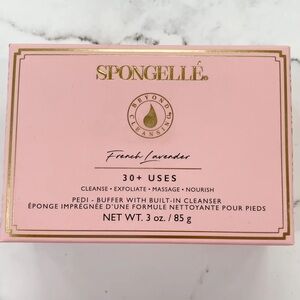 SPONGELLÉ®
BEYOND CLEANSING
French Lavender
30+ USES
CLEANSE • EXFOLIATE • MASSAGE • NOURISH
PEDI - BUFFER WITH BUILT-IN CLEANSER
ÉPONGE IMPRÉGNÉE D'UNE FORMULE NETTOYANTE POUR PIEDS
NET WT. 3 oz. / 85 g